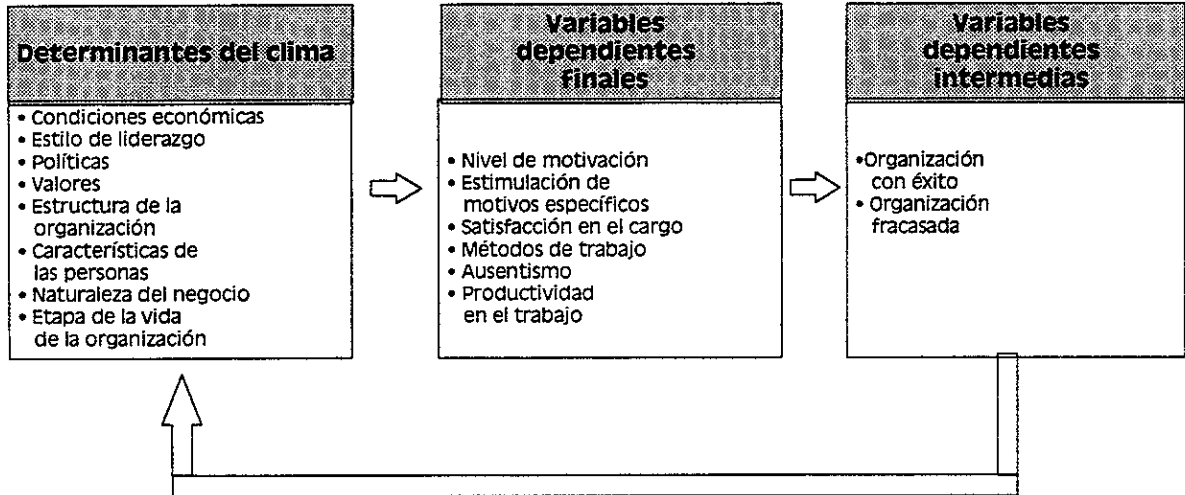 Determinantes del clima
• Condiciones económicas
• Estilo de liderazgo
• Políticas
• Valores
• Estructura de la
organización
• Características de
las personas
• Naturaleza del negocio
• Etapa de la vida
de la organización
Variables
dependientes
finales
• Nivel de motivación
• Estimulación de
motivos específicos
• Satisfacción en el cargo
• Métodos de trabajo
• Ausentismo
• Productividad
en el trabajo
Variables
dependientes
intermedias
•Organización
con éxito
• Organización
fracasada